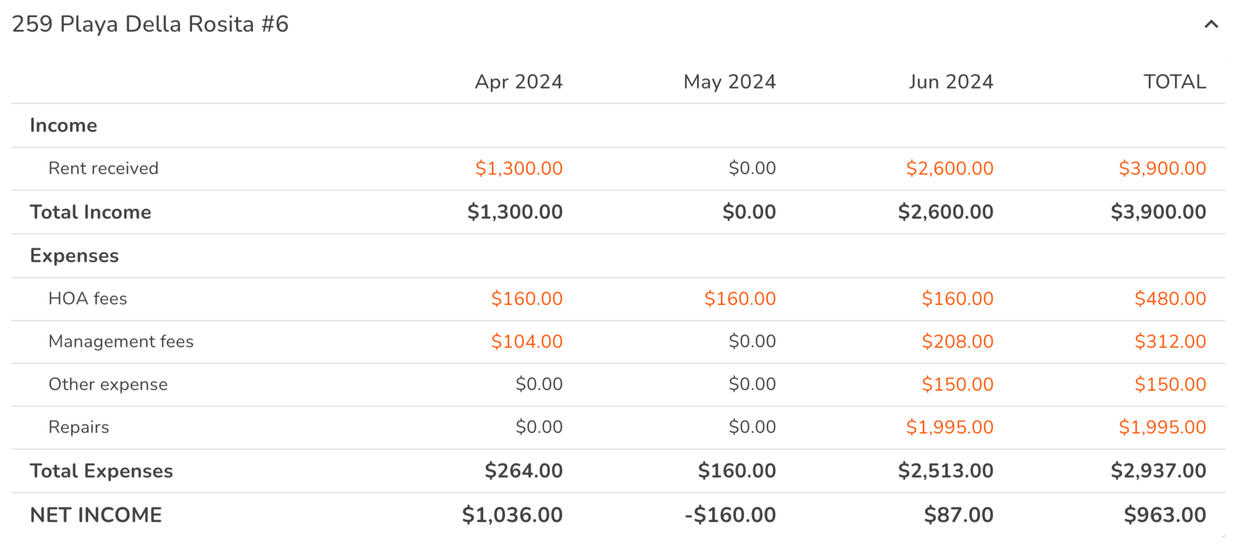 259 Playa Della Rosita #6
Apr 2024 May 2024 Jun 2024 TOTAL
Income
Rent received $1,300.00 $0.00 $2,600.00 $3,900.00
Total Income $1,300.00 $0.00 $2,600.00 $3,900.00
Expenses
HOA fees $160.00 $160.00 $160.00 $480.00
Management fees $104.00 $0.00 $208.00 $312.00
Other expense $0.00 $0.00 $150.00 $150.00
Repairs $0.00 $0.00 $1,995.00 $1,995.00
Total Expenses $264.00 $160.00 $2,513.00 $2,937.00
NET INCOME $1,036.00 -$160.00 $87.00 $963.00